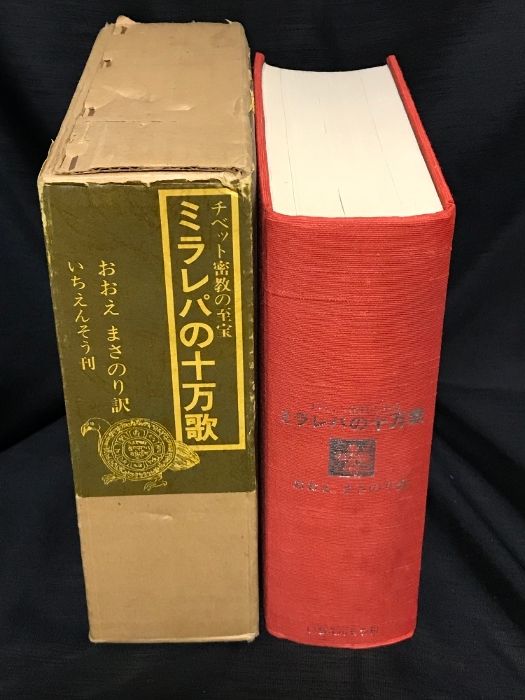 チベット密教の至宝
ミラレパの十万歌
おおえ まさのり訳
いちえんそう刊
ミラレパの十万歌